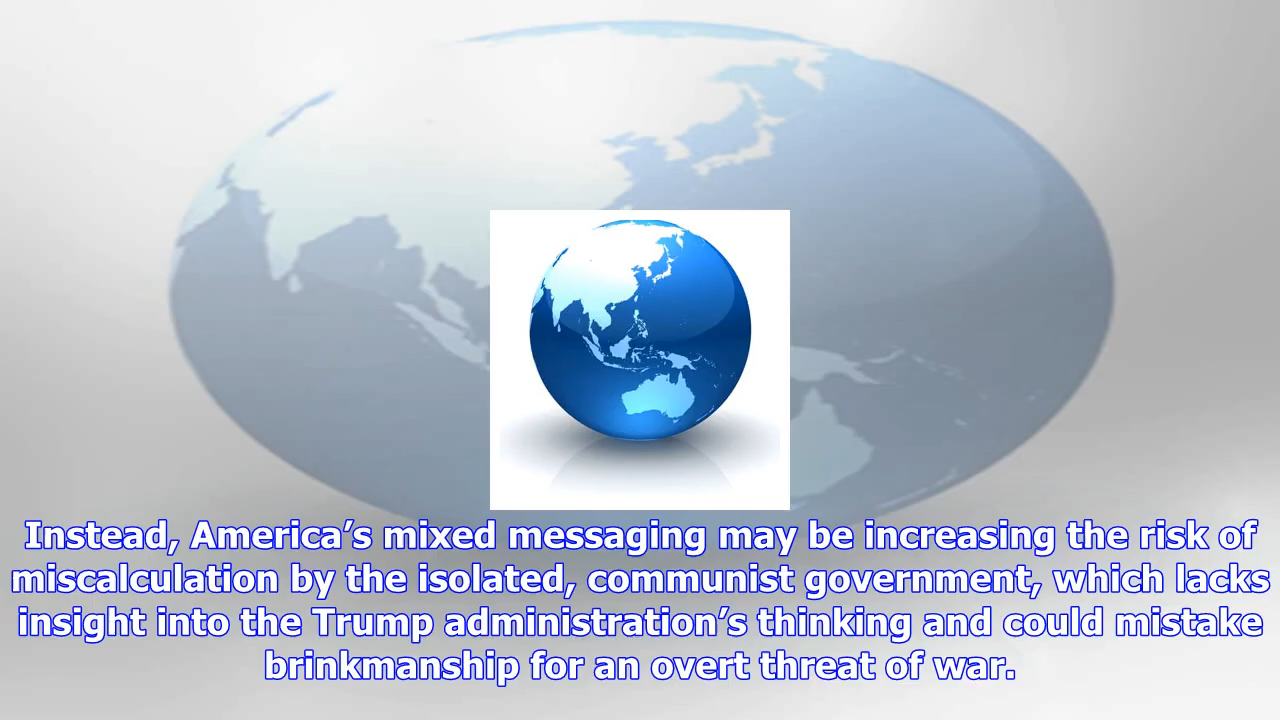 Instead, America’s mixed messaging may be increasing the risk of
miscalculation by the isolated, communist government, which lacks
insight into the Trump administration’s thinking and could mistake
brinkmanship for an overt threat of war.